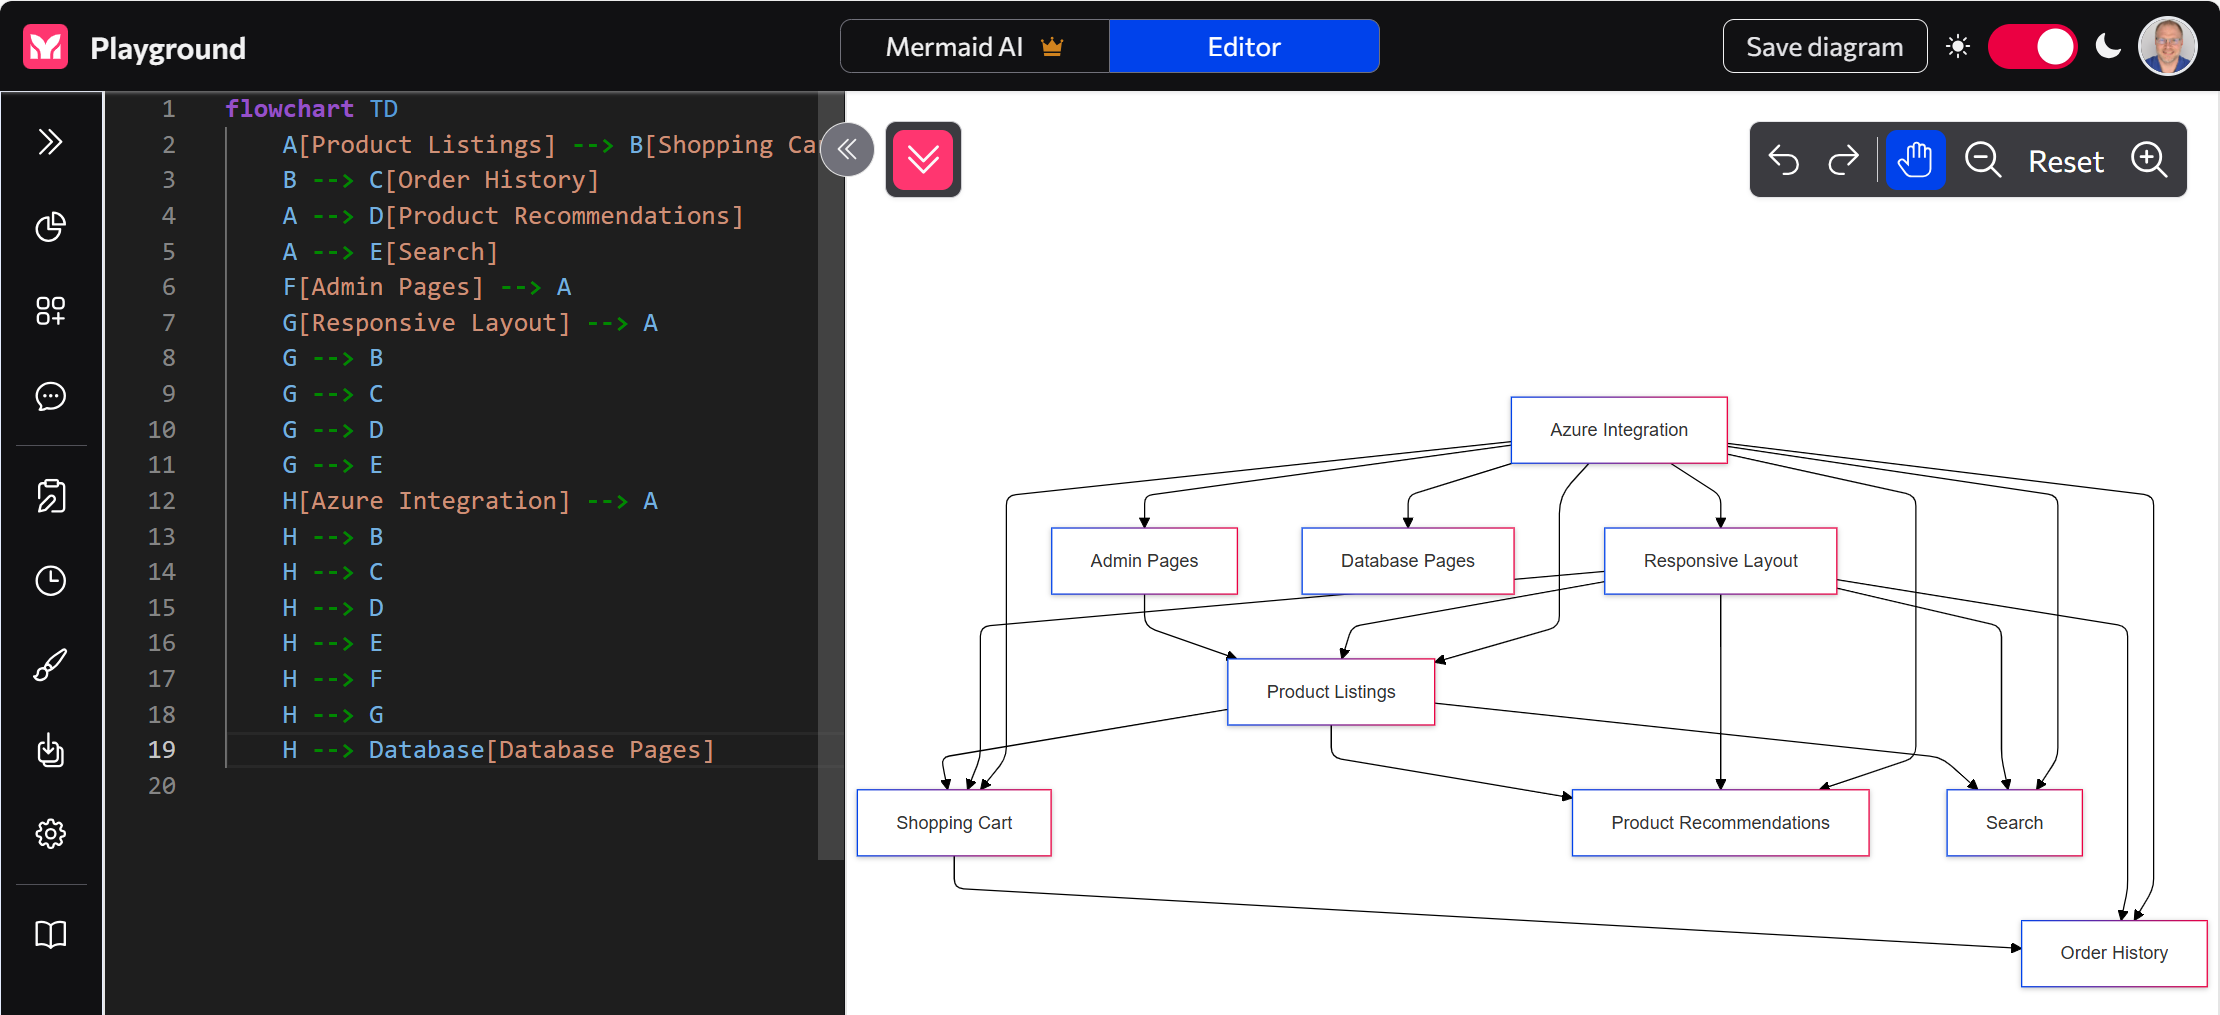 Playground
Mermaid AI
Editor
Save diagram
1 flowchart TD
2 A[Product Listings] --> B[Shopping Ca
3 B --> C[Order History]
4 A --> D[Product Recommendations]
5 A --> E[Search]
6 F[Admin Pages] --> A
7 G[Responsive Layout] --> A
8 G --> B
9 G --> C
10 G --> D
11 G --> E
12 H[Azure Integration] --> A
13 H --> B
14 H --> C
15 H --> D
16 H --> E
17 H --> F
18 H --> G
19 H --> Database[Database Pages]
20
Reset
Azure Integration
Admin Pages
Database Pages
Responsive Layout
Product Listings
Shopping Cart
Product Recommendations
Search
Order History